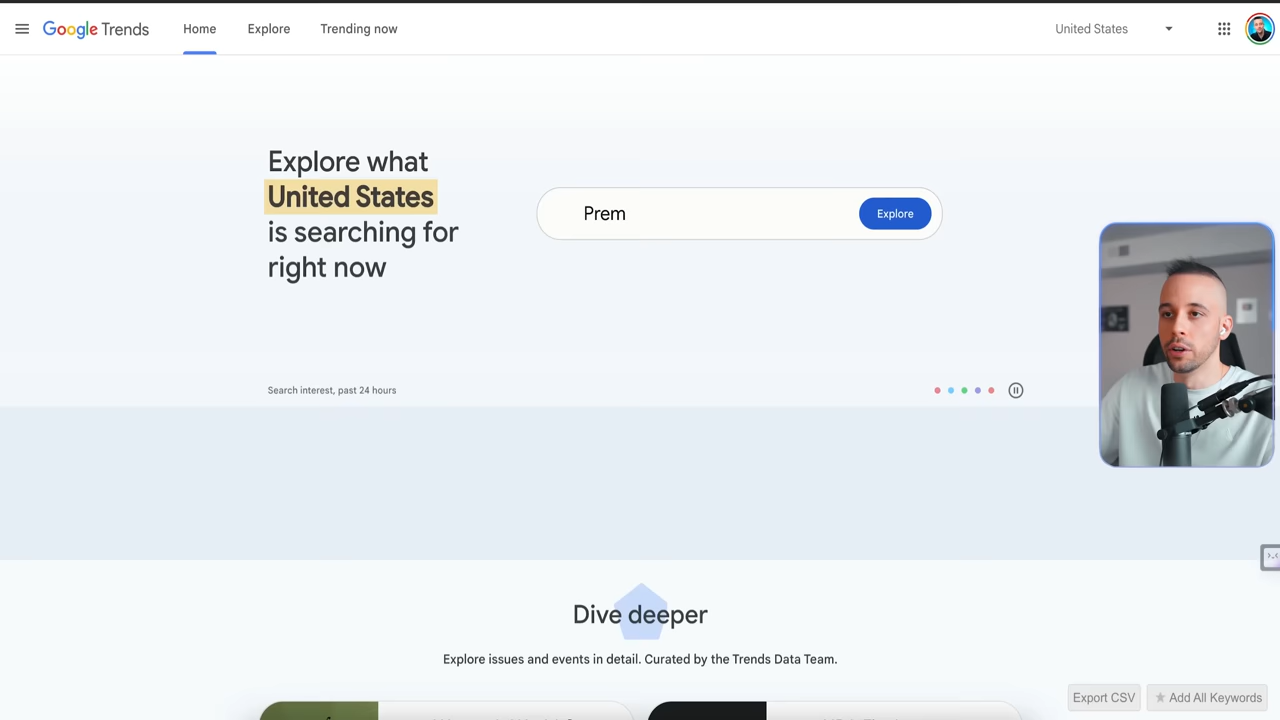 Google Trends
Home
Explore
Trending now
United States
Explore what
United States
is searching for
right now
Prem
Explore
Search interest, past 24 hours
Dive deeper
Explore issues and events in detail. Curated by the Trends Data Team.
Export CSV
Add All Keywords